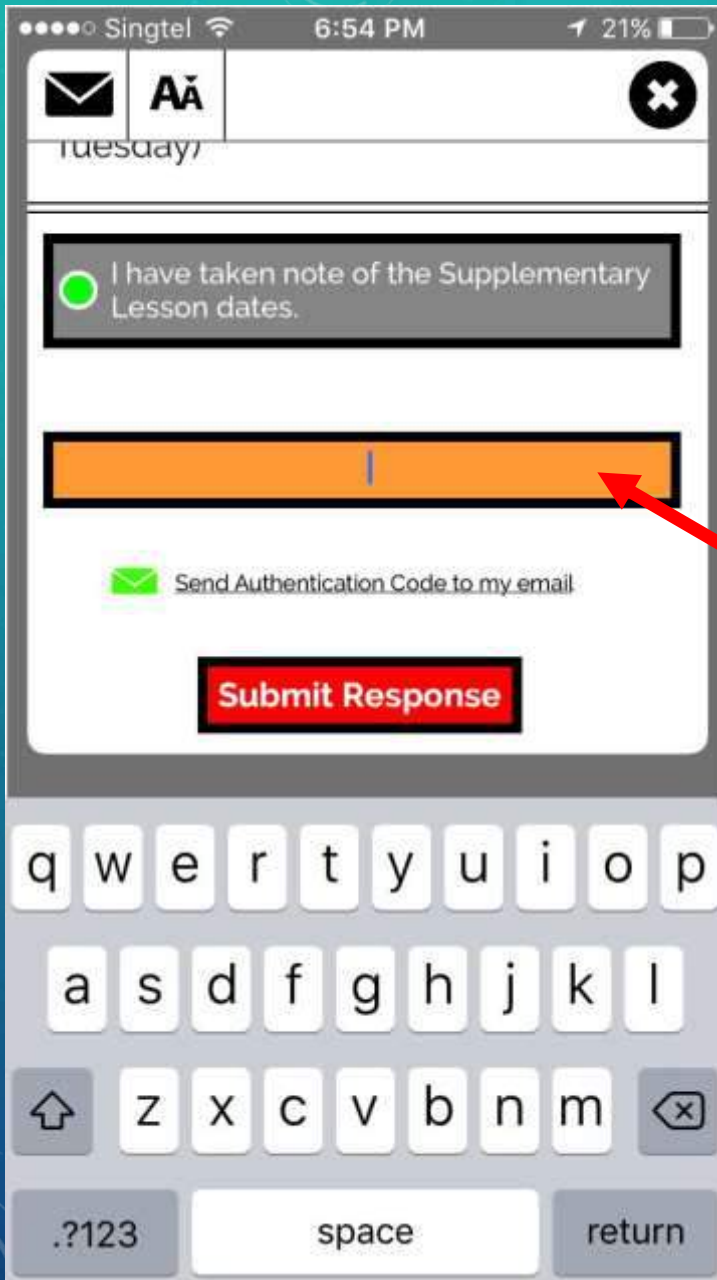 Singtel 6:54 PM 21%
AA
Tuesday)
I have taken note of the Supplementary
Lesson dates.
Send Authentication Code to my email
Submit Response
q w e r t y u i o p
a s d f g h j k l
z x c v b n m
.?123 space return